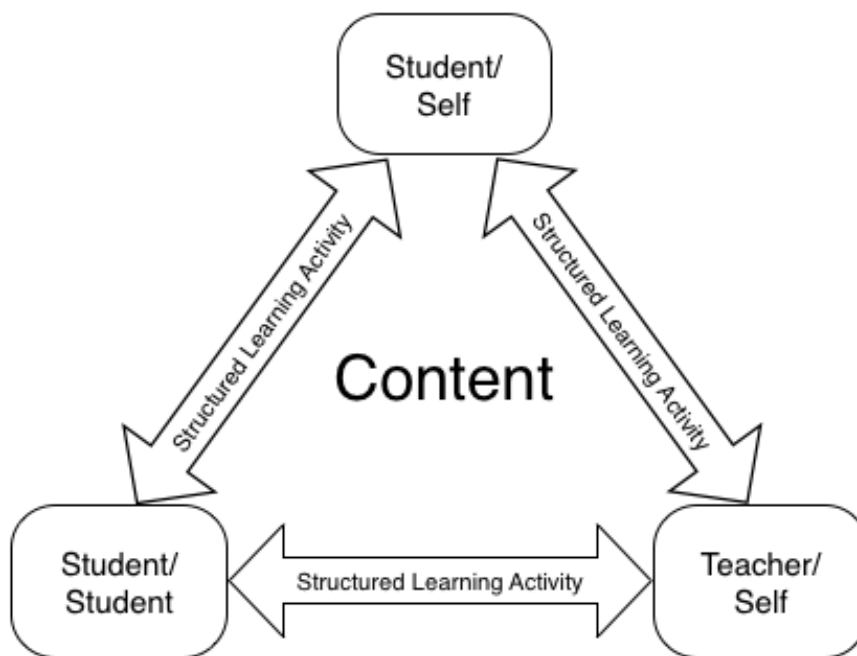 Student/
Self
Structured Learning Activity
Structured Learning Activity
Content
Student/
Student
Structured Learning Activity
Teacher/
Self